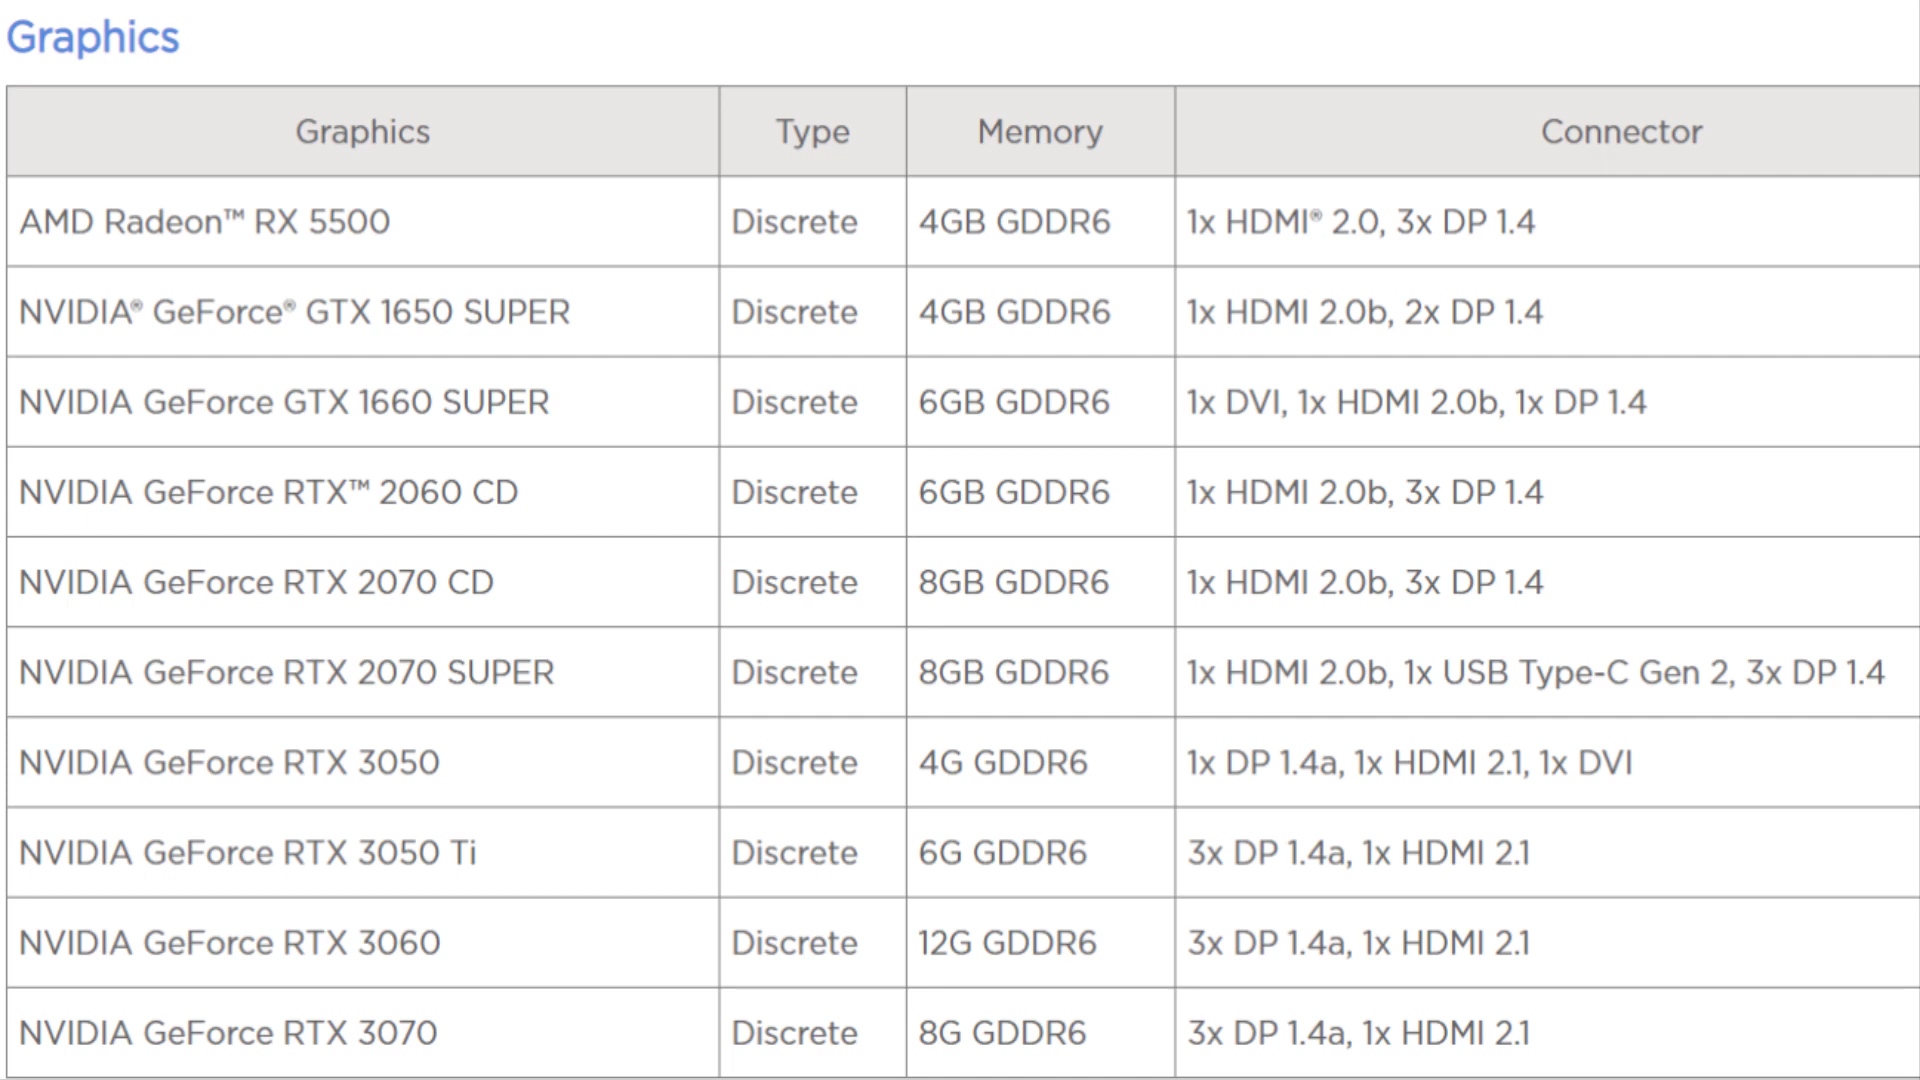 Graphics
Graphics Type Memory Connector
AMD Radeon™ RX 5500 Discrete 4GB GDDR6 1x HDMI® 2.0, 3x DP 1.4
NVIDIA® GeForce® GTX 1650 SUPER Discrete 4GB GDDR6 1x HDMI 2.0b, 2x DP 1.4
NVIDIA GeForce GTX 1660 SUPER Discrete 6GB GDDR6 1x DVI, 1x HDMI 2.0b, 1x DP 1.4
NVIDIA GeForce RTX™ 2060 CD Discrete 6GB GDDR6 1x HDMI 2.0b, 3x DP 1.4
NVIDIA GeForce RTX 2070 CD Discrete 8GB GDDR6 1x HDMI 2.0b, 3x DP 1.4
NVIDIA GeForce RTX 2070 SUPER Discrete 8GB GDDR6 1x HDMI 2.0b, 1x USB Type-C Gen 2, 3x DP 1.4
NVIDIA GeForce RTX 3050 Discrete 4G GDDR6 1x DP 1.4a, 1x HDMI 2.1, 1x DVI
NVIDIA GeForce RTX 3050 Ti Discrete 6G GDDR6 3x DP 1.4a, 1x HDMI 2.1
NVIDIA GeForce RTX 3060 Discrete 12G GDDR6 3x DP 1.4a, 1x HDMI 2.1
NVIDIA GeForce RTX 3070 Discrete 8G GDDR6 3x DP 1.4a, 1x HDMI 2.1